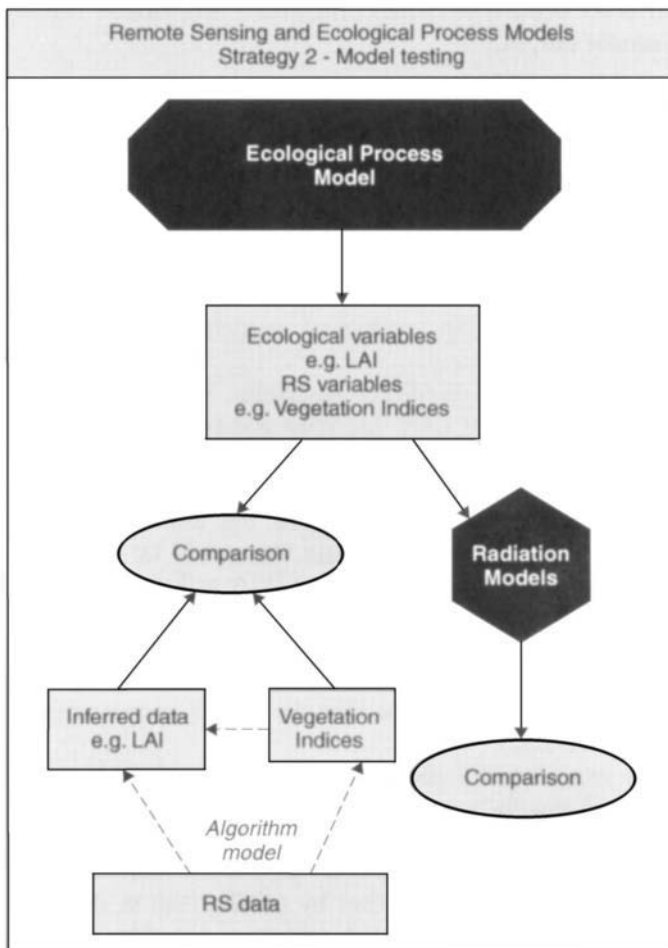 Remote Sensing and Ecological Process Models
Strategy 2 - Model testing
Ecological Process
Model
Ecological variables
e.g. LAI
RS variables
e.g. Vegetation Indices
Comparison
Radiation
Models
Inferred data
e.g. LAI
Vegetation
Indices
Comparison
Algorithm
model
RS data